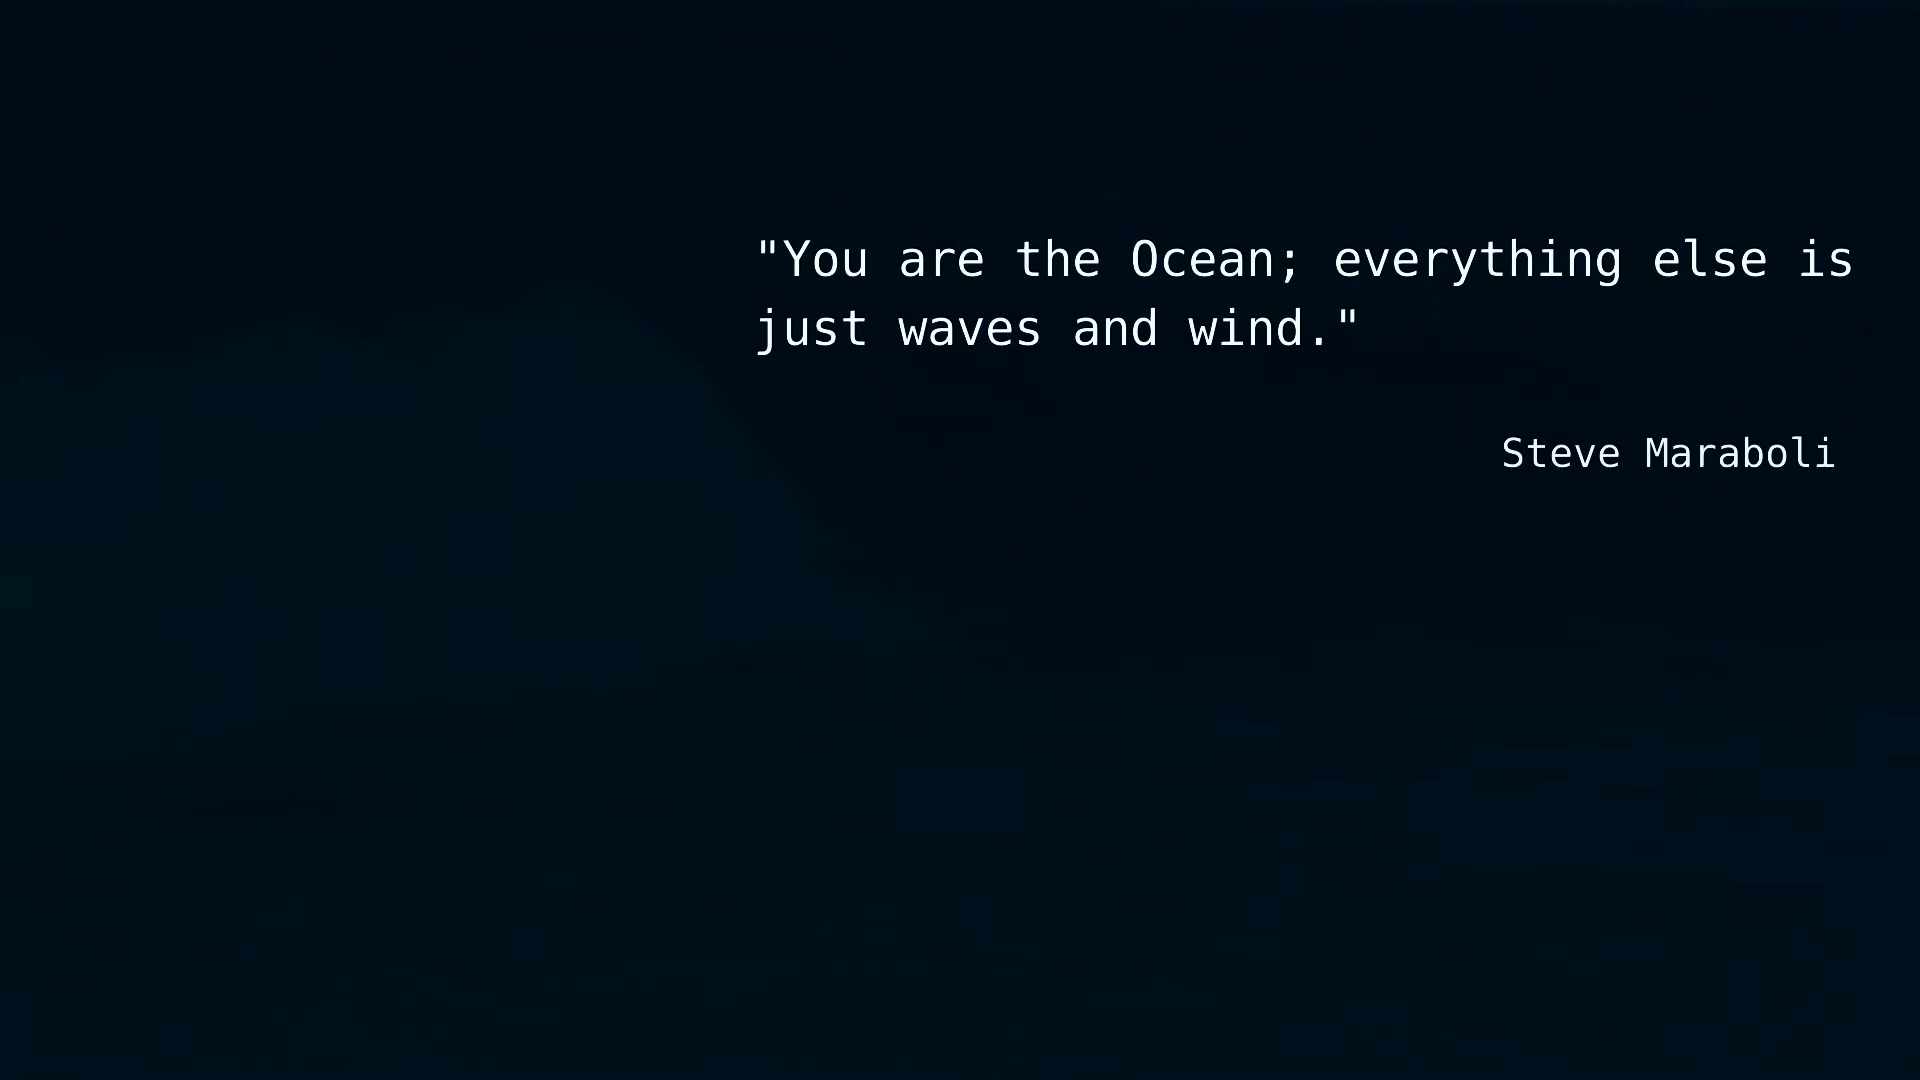 "You are the Ocean; everything else is
just waves and wind."
Steve Maraboli